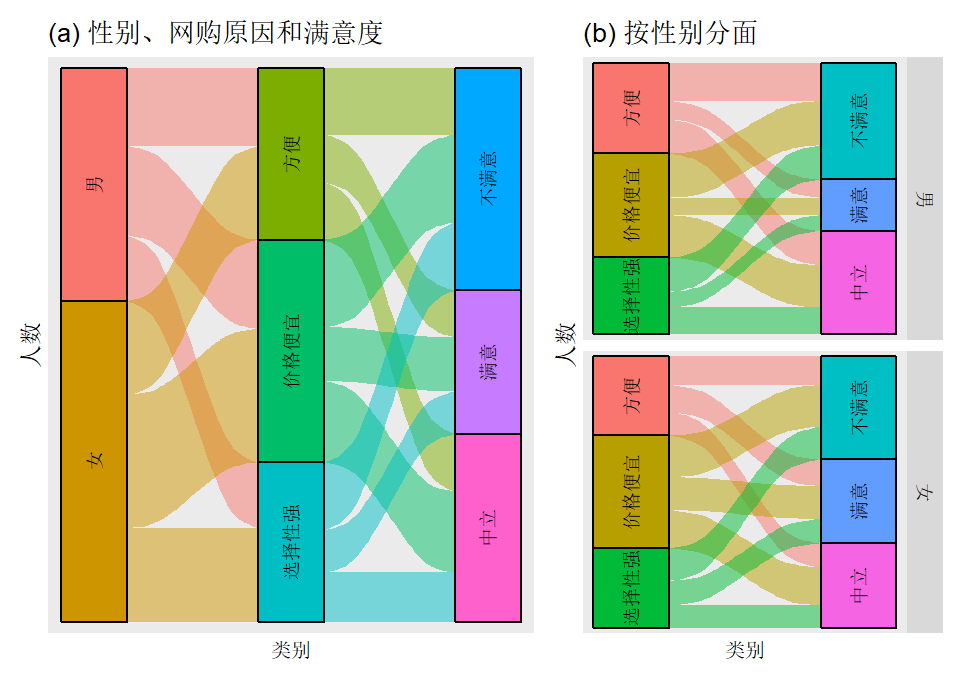 (a) 性别、网购原因和满意度
男
女
方便
价格便宜
选择性强
不满意
满意
中立
人数
类别
(b) 按性别分面
方便
价格便宜
选择性强
不满意
满意
中立
男
方便
价格便宜
选择性强
不满意
满意
中立
女
人数
类别